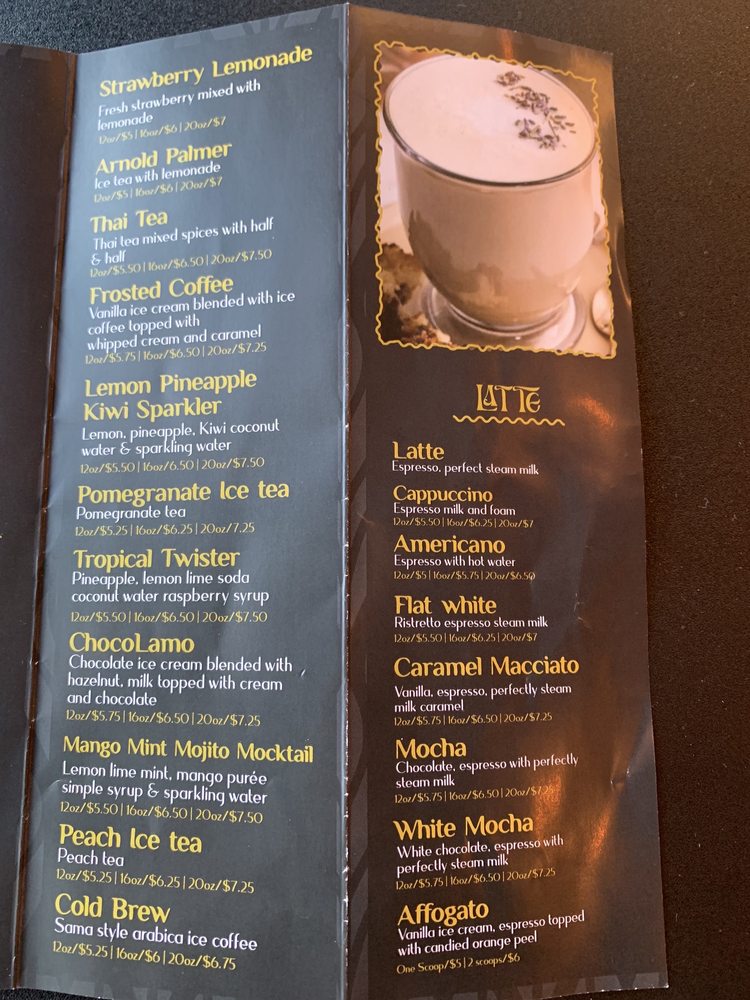 Strawberry Lemonade
Fresh strawberry mixed with
lemonade
12oz/$5 | 16oz/$6 | 20oz/$7
Arnold Palmer
Ice tea with lemonade
12oz/$5 | 16oz/$6 | 20oz/$7
Thai Tea
Thai tea mixed spices with half
& half
12oz/$5.50 | 16oz/$6.50 | 20oz/$7.50
Frosted Coffee
Vanilla ice cream blended with ice
coffee topped with
whipped cream and caramel
12oz/$5.75 | 16oz/$6.50 | 20oz/$7.25
Lemon Pineapple
Kiwi Sparkler
Lemon, pineapple, Kiwi coconut
water & sparkling water
12oz/$5.50 | 16oz/6.50 | 20oz/$7.50
Pomegranate Ice tea
Pomegranate tea
12oz/$5.25 | 16oz/$6.25 | 20oz/7.25
Tropical Twister
Pineapple, lemon lime soda
coconut water raspberry syrup
12oz/$5.50 | 16oz/$6.50 | 20oz/$7.50
ChocoLamo
Chocolate ice cream blended with
hazelnut, milk topped with cream
and chocolate
12oz/$5.75 | 16oz/$6.50 | 20oz/$7.25
Mango Mint Mojito Mocktail
Lemon lime mint, mango purée
simple syrup & sparkling water
12oz/$5.50 | 16oz/$6.50 | 20oz/$7.50
Peach Ice tea
Peach tea
12oz/$5.25 | 16oz/$6.25 | 20oz/$7.25
Cold Brew
Sama style arabica ice coffee
12oz/$5.25 | 16oz/$6 | 20oz/$6.75
LATTE
Latte
Espresso, perfect steam milk
Cappuccino
Espresso milk and foam
12oz/$5.50 | 16oz/$6.25 | 20oz/$7
Americano
Espresso with hot water
12oz/$5 | 16oz/$5.75 | 20oz/$6.50
Flat white
Ristretto espresso steam milk
12oz/$5.50 | 16oz/$6.25 | 20oz/$7
Caramel Macciato
Vanilla, espresso, perfectly steam
milk caramel
12oz/$5.75 | 16oz/$6.50 | 20oz/$7.25
Mocha
Chocolate, espresso with perfectly
steam milk
12oz/$5.75 | 16oz/$6.50 | 20oz/$7.25
White Mocha
White chocolate, espresso with
perfectly steam milk
12oz/$5.75 | 16oz/$6.50 | 20oz/$7.25
Affogato
Vanilla ice cream, espresso topped
with candied orange peel
One Scoop/$5 | 2 scoops/$6